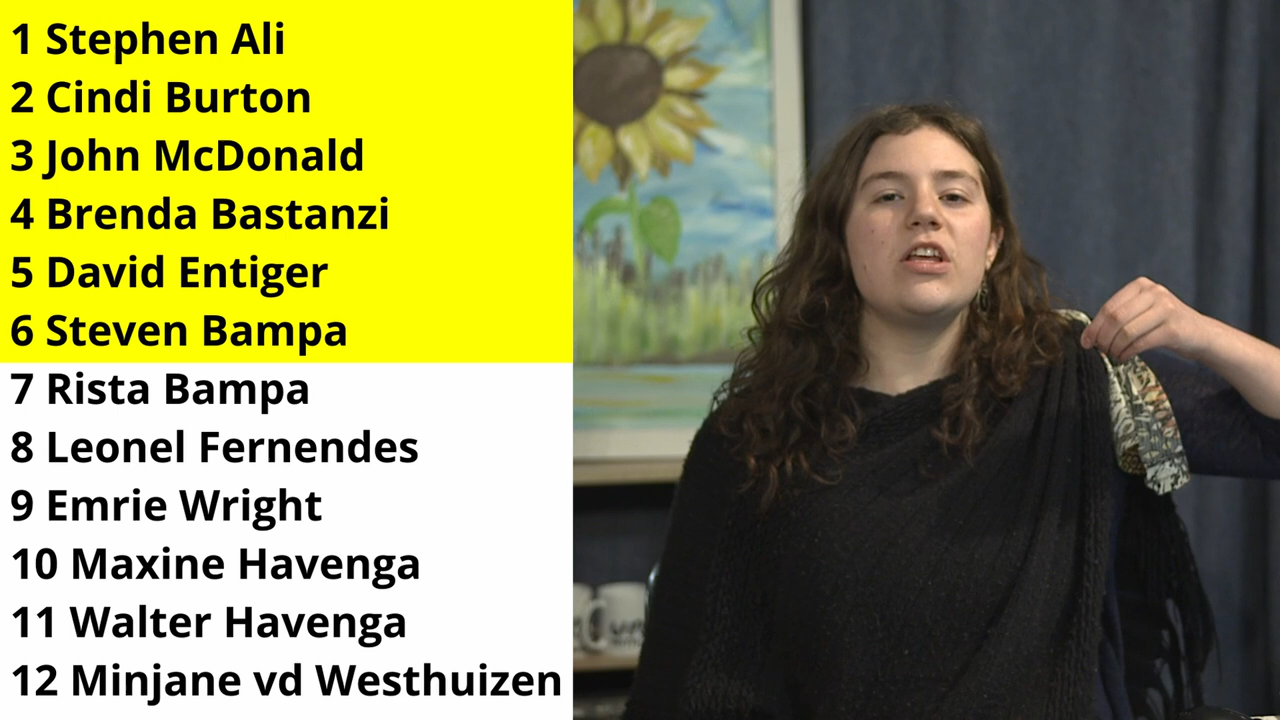 1 Stephen Ali
2 Cindi Burton
3 John McDonald
4 Brenda Bastanzi
5 David Entiger
6 Steven Bampa
7 Rista Bampa
8 Leonel Fernendes
9 Emrie Wright
10 Maxine Havenga
11 Walter Havenga
12 Minjane vd Westhuizen